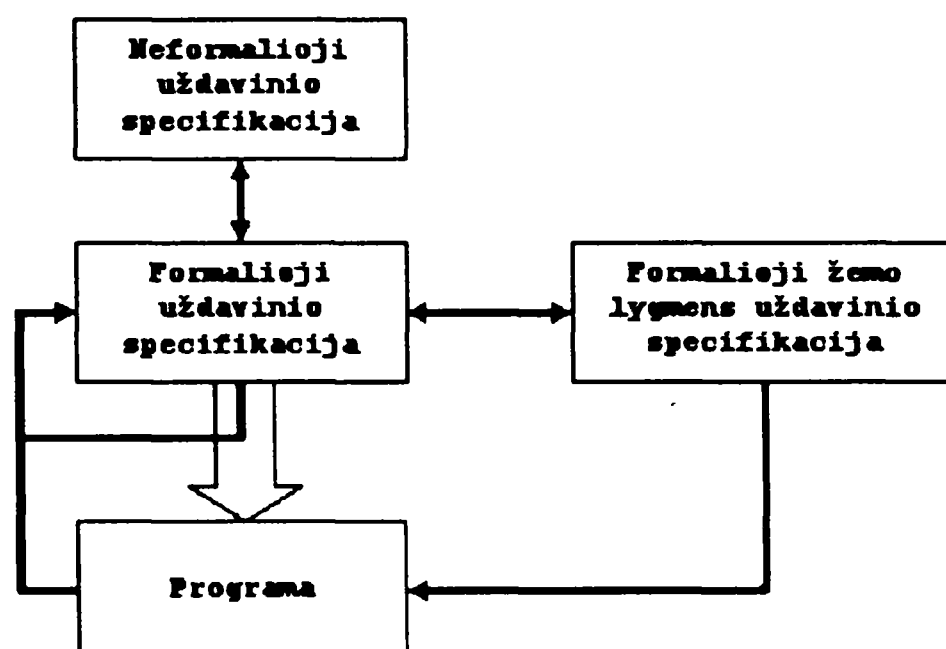 Neformalioji
uždavinio
specifikacija
Formalioji
uždavinio
specifikacija
Formalioji žemo
lygmens uždavinio
specifikacija
Programa